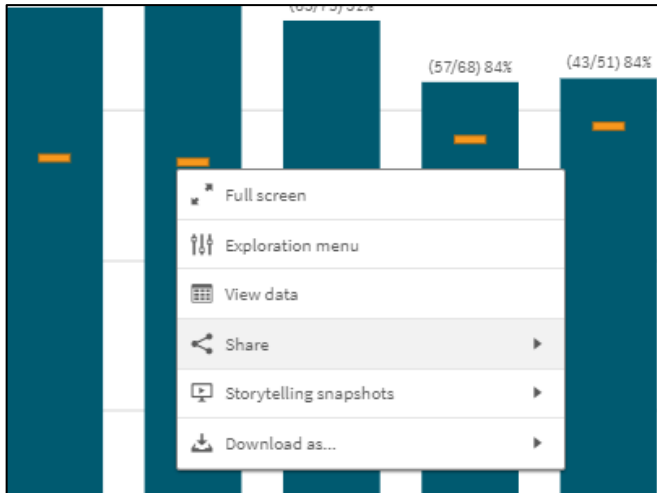 (57/68) 84%
(43/51) 84%
Full screen
Exploration menu
View data
Share
Storytelling snapshots
Download as...